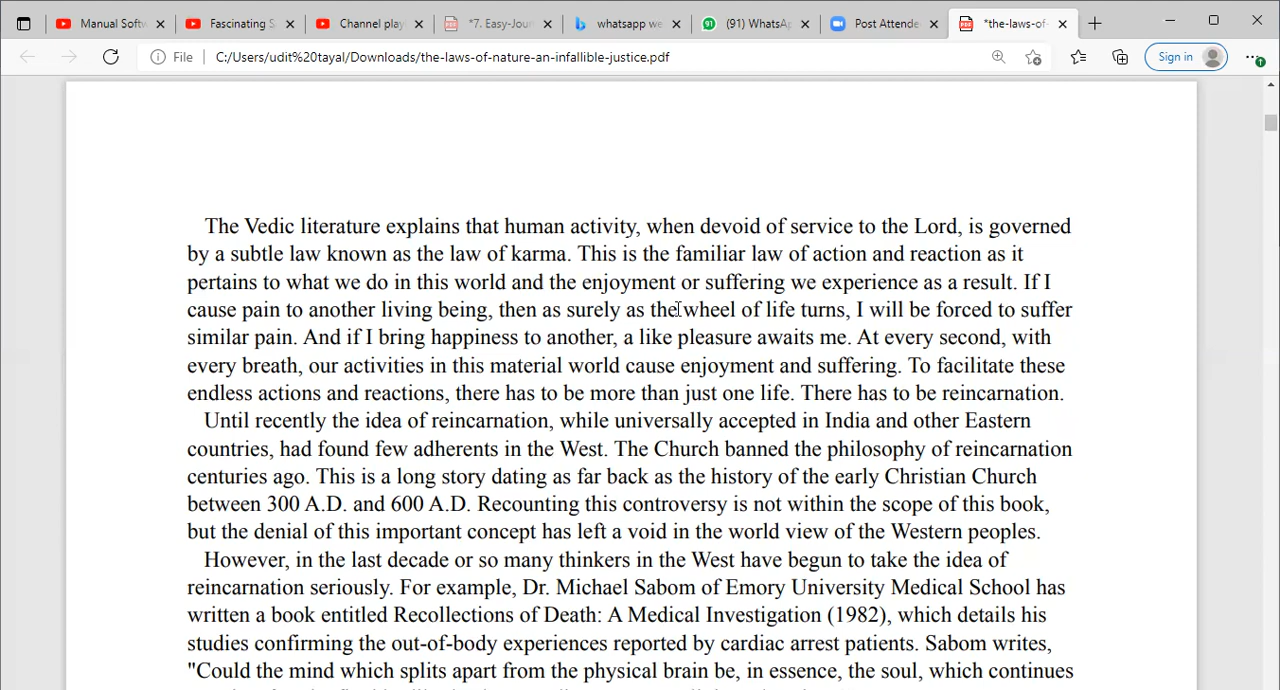 Manual Softw
Fascinating S
Channel play
*7. Easy-Jour
whatsapp we
(91) WhatsAp
Post Attende
*the-laws-of-
File
C:/Users/udit%20tayal/Downloads/the-laws-of-nature-an-infallible-justice.pdf
Sign in
The Vedic literature explains that human activity, when devoid of service to the Lord, is governed
by a subtle law known as the law of karma. This is the familiar law of action and reaction as it
pertains to what we do in this world and the enjoyment or suffering we experience as a result. If I
cause pain to another living being, then as surely as the wheel of life turns, I will be forced to suffer
similar pain. And if I bring happiness to another, a like pleasure awaits me. At every second, with
every breath, our activities in this material world cause enjoyment and suffering. To facilitate these
endless actions and reactions, there has to be more than just one life. There has to be reincarnation.
Until recently the idea of reincarnation, while universally accepted in India and other Eastern
countries, had found few adherents in the West. The Church banned the philosophy of reincarnation
centuries ago. This is a long story dating as far back as the history of the early Christian Church
between 300 A.D. and 600 A.D. Recounting this controversy is not within the scope of this book,
but the denial of this important concept has left a void in the world view of the Western peoples.
However, in the last decade or so many thinkers in the West have begun to take the idea of
reincarnation seriously. For example, Dr. Michael Sabom of Emory University Medical School has
written a book entitled Recollections of Death: A Medical Investigation (1982), which details his
studies confirming the out-of-body experiences reported by cardiac arrest patients. Sabom writes,
"Could the mind which splits apart from the physical brain be, in essence, the soul, which continues